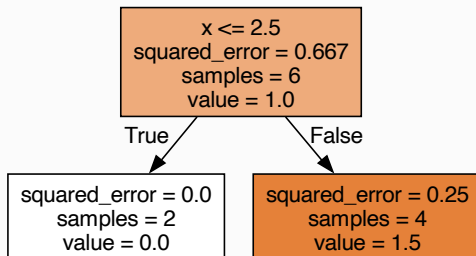 x <= 2.5
squared_error = 0.667
samples = 6
value = 1.0
True
False
squared_error = 0.0
samples = 2
value = 0.0
squared_error = 0.25
samples = 4
value = 1.5